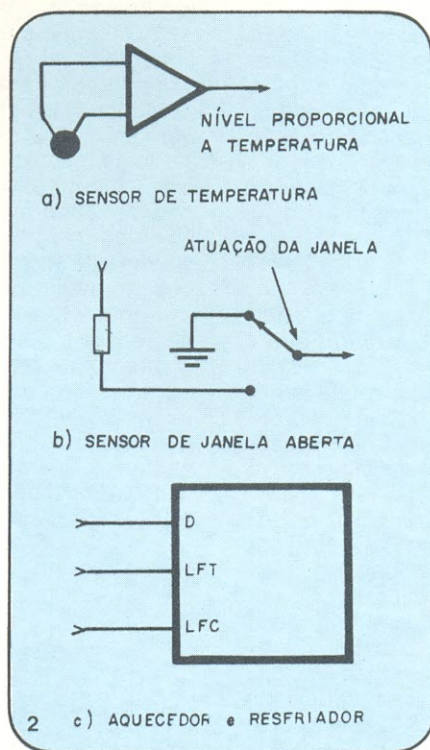 NÍVEL PROPORCIONAL
A TEMPERATURA
a) SENSOR DE TEMPERATURA
ATUAÇÃO DA JANELA
b) SENSOR DE JANELA ABERTA
D
LFT
LFC
2 c) AQUECEDOR e RESFRIADOR